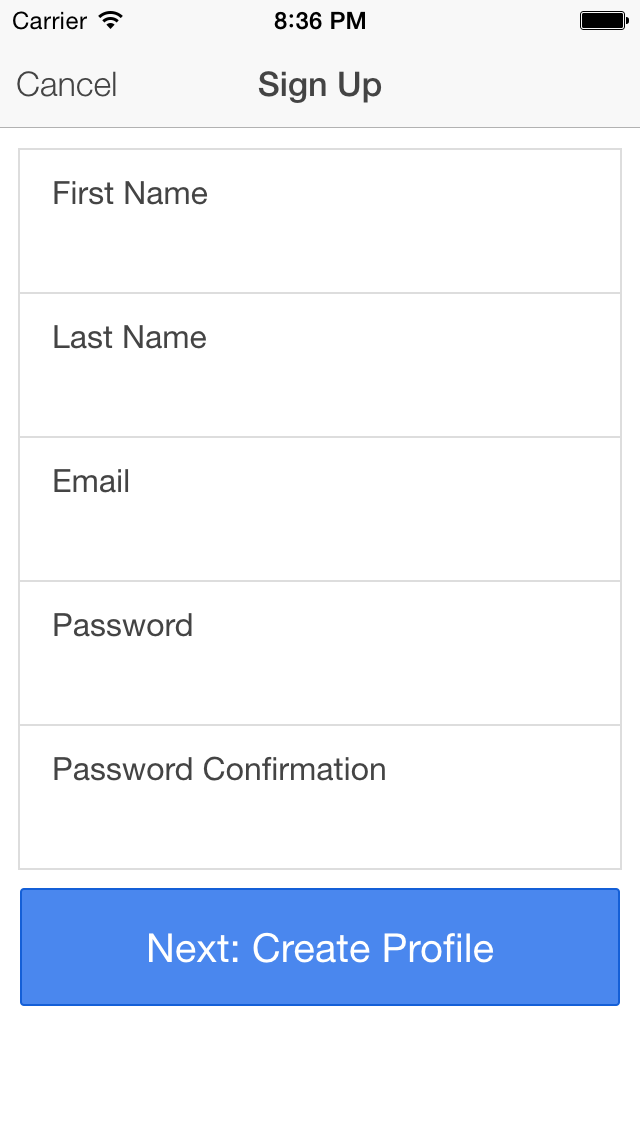 Carrier 8:36 PM
Cancel Sign Up
First Name
Last Name
Email
Password
Password Confirmation
Next: Create Profile